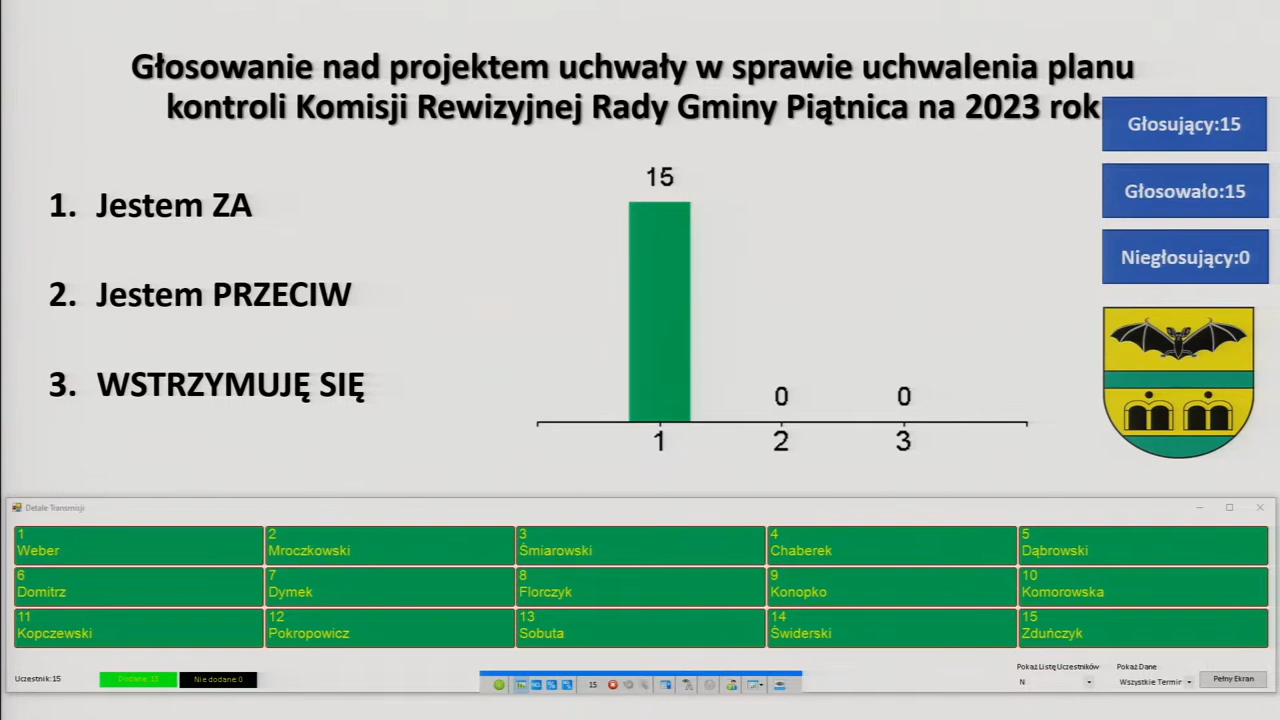 Głosowanie nad projektem uchwały w sprawie uchwalenia planu
kontroli Komisji Rewizyjnej Rady Gminy Piątnica na 2023 rok
Głosujący:15
Głosowało:15
Niegłosujący:0
1. Jestem ZA
2. Jestem PRZECIW
3. WSTRZYMUJĘ SIĘ
15
0 0
1 2 3
Detale Transmisji
1 2 3 4 5
Weber Mroczkowski Śmiarowski Chaberek Dąbrowski
6 7 8 9 10
Domitrz Dymek Florczyk Konopko Komorowska
11 12 13 14 15
Kopczewski Pokropowicz Sobuta Świderski Zduńczyk
Uczestnik:15 Dodane:15 Nie dodane:0
15
Pokaż Listę Uczestników Pokaż Dane
N Wszystkie Termir Pełny Ekran